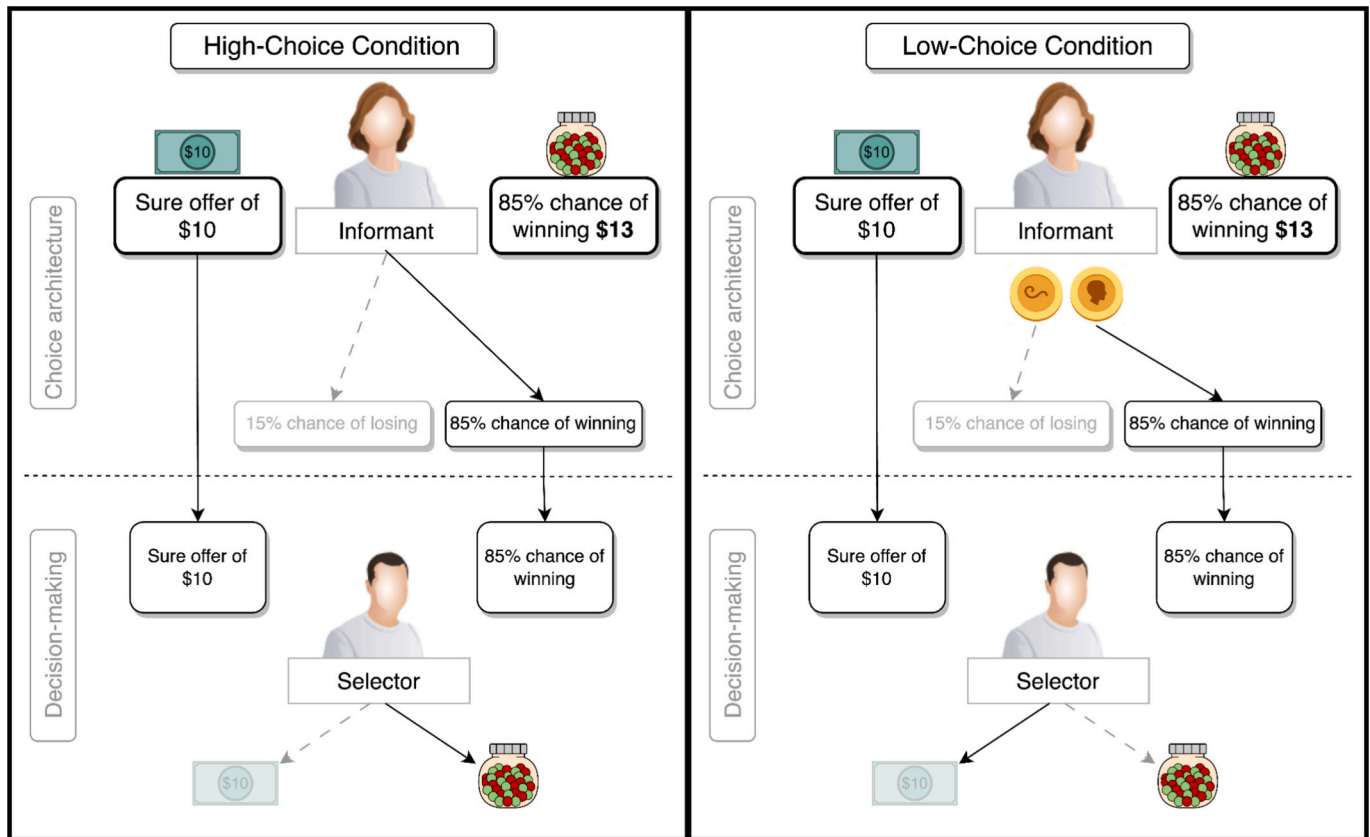 High-Choice Condition
$10
Sure offer of
$10
Informant
85% chance of
winning $13
Choice architecture
15% chance of losing
85% chance of winning
Decision-making
Sure offer of
$10
85% chance of
winning
Selector
$10
Low-Choice Condition
$10
Sure offer of
$10
Informant
85% chance of
winning $13
Choice architecture
15% chance of losing
85% chance of winning
Decision-making
Sure offer of
$10
85% chance of
winning
Selector
$10